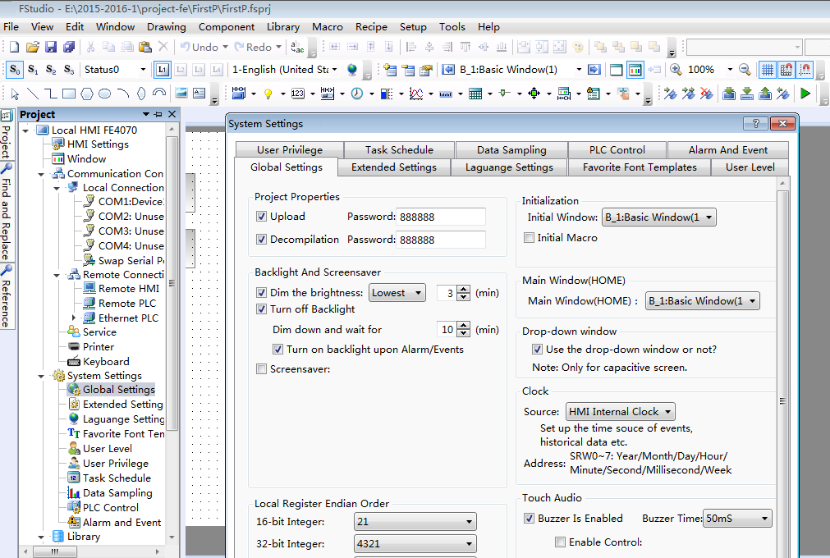 FStudio - E:\2015-2016-1\project-fe\FirstP\FirstP.fsprj
File View Edit Window Drawing Component Library Macro Recipe Setup Tools Help
Undo Redo
S0 S1 S2 S3 Status0 L1 L2 L3 L4 1-English (United St. B_1:Basic Window(1) 100%
Project
Project
Find and Replace
Reference
Local HMI FE4070
HMI Settings
Window
Communication Con
Local Connection
COM1:Device
COM2: Unuse
COM3: Unuse
COM4: Unuse
Swap Serial P
Remote Connecti
Remote HMI
Remote PLC
Ethernet PLC
Service
Printer
Keyboard
System Settings
Global Settings
Extended Setting
Laguange Setting
Favorite Font Ten
User Level
User Privilege
Task Schedule
Data Sampling
PLC Control
Alarm and Event
Library
System Settings
User Privilege Task Schedule Data Sampling PLC Control Alarm And Event
Global Settings Extended Settings Laguange Settings Favorite Font Templates User Level
Project Properties
Upload Password: 888888
Decompilation Password: 888888
Backlight And Screensaver
Dim the brightness: Lowest 3 (min)
Turn off Backlight
Dim down and wait for 10 (min)
Turn on backlight upon Alarm/Events
Screensaver:
Local Register Endian Order
16-bit Integer: 21
32-bit Integer: 4321
Initialization
Initial Window: B_1:Basic Window(1
Initial Macro
Main Window(HOME)
Main Window(HOME) : B_1:Basic Window(1
Drop-down window
Use the drop-down window or not?
Note: Only for capacitive screen.
Clock
Source: HMI Internal Clock
Set up the time souce of events,
historical data etc.
Address: SRW0~7: Year/Month/Day/Hour/
Minute/Second/Millisecond/Week
Touch Audio
Buzzer Is Enabled Buzzer Time: 50mS
Enable Control: